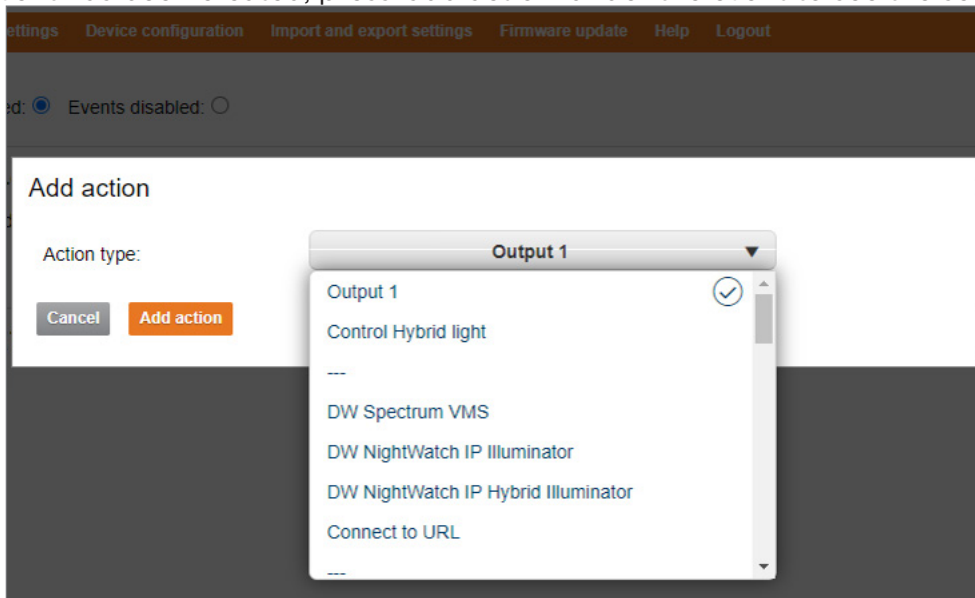 ettings Device configuration Import and export settings Firmware update Help Logout
ed: Events disabled:
Add action
Action type: Output 1
Output 1
Control Hybrid light
---
DW Spectrum VMS
DW NightWatch IP Illuminator
DW NightWatch IP Hybrid Illuminator
Connect to URL
---
Cancel Add action